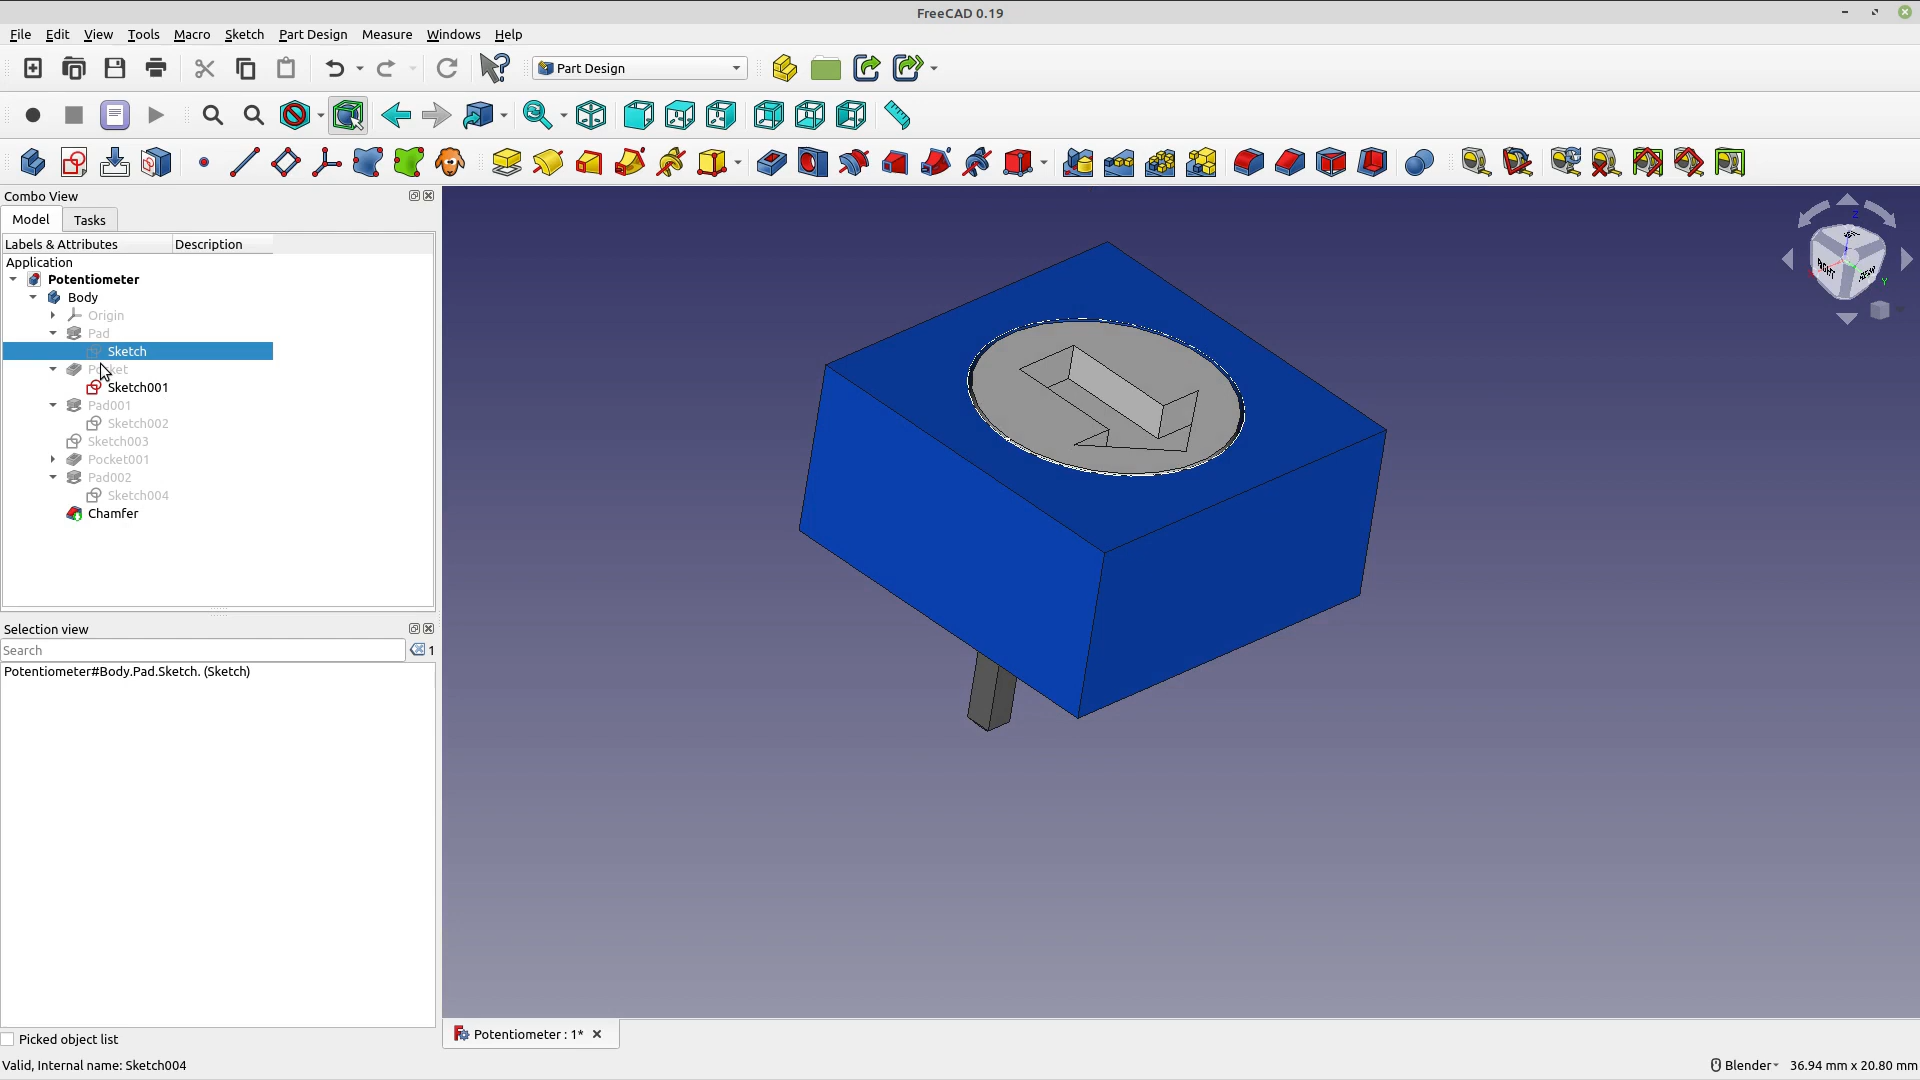 FreeCAD 0.19
File Edit View Tools Macro Sketch Part Design Measure Windows Help
Part Design
Combo View
Model Tasks
Labels & Attributes Description
Application
Potentiometer
Body
Origin
Pad
Sketch
Sketch001
Pad001
Sketch002
Sketch003
Pocket001
Pad002
Sketch004
Chamfer
Selection view
Search
1
Potentiometer#Body.Pad.Sketch. (Sketch)
Picked object list
Z
RIGHT
Y
Potentiometer : 1*
Valid, Internal name: Sketch004
Blender
36.94 mm x 20.80 mm